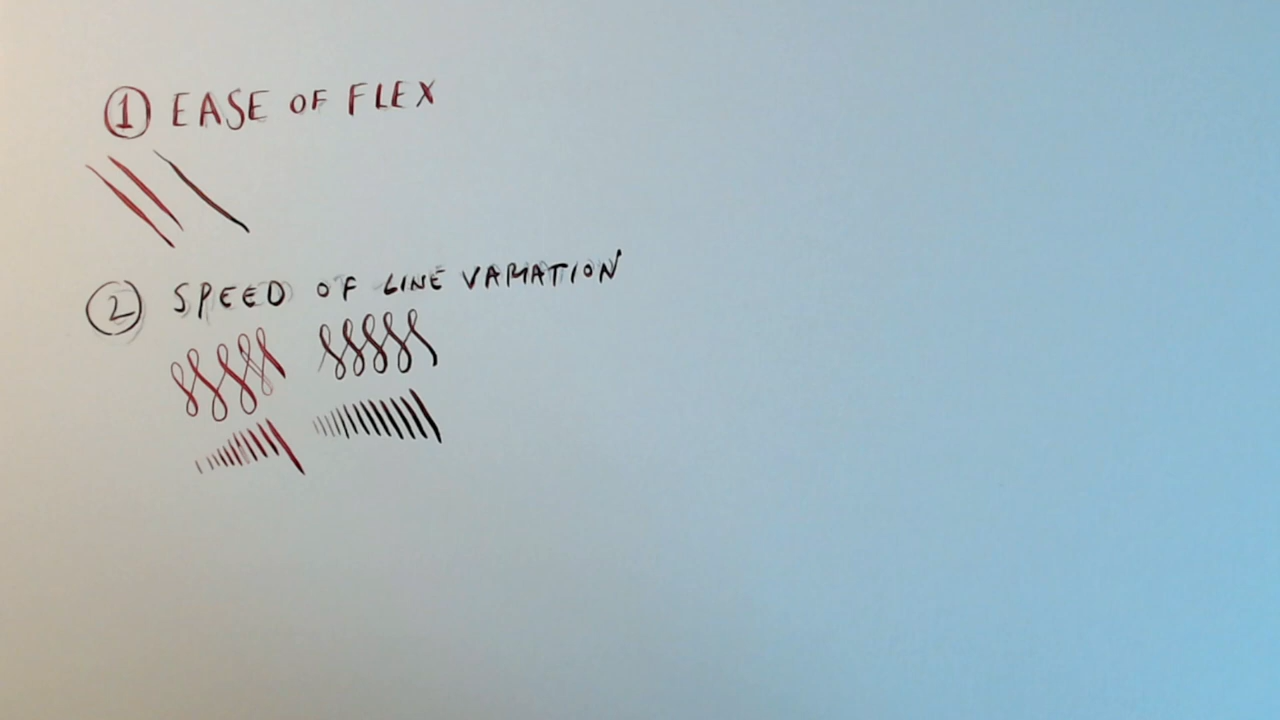 ① EASE OF FLEX
② SPEED OF LINE VARIATION